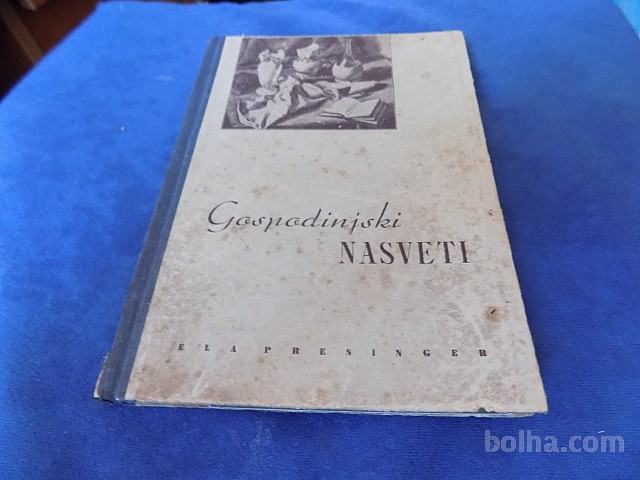 Gospodinjski
NASVETI
ELA PRESINGER
bolha.com